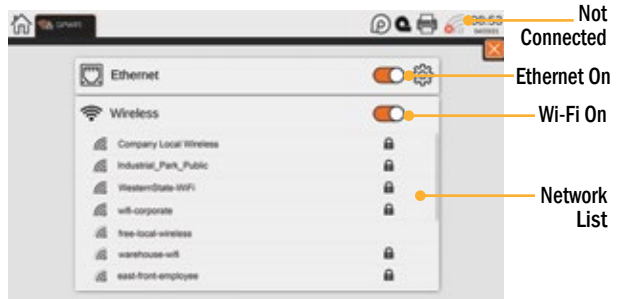 Not
Connected
Ethernet
Ethernet On
Wireless
Wi-Fi On
Company Local Wireless
Industrial_Park_Public
WesternState-WiFi
Network
List
wifi-corporate
free-local-wireless
warehouse-wifi
east-front-employee